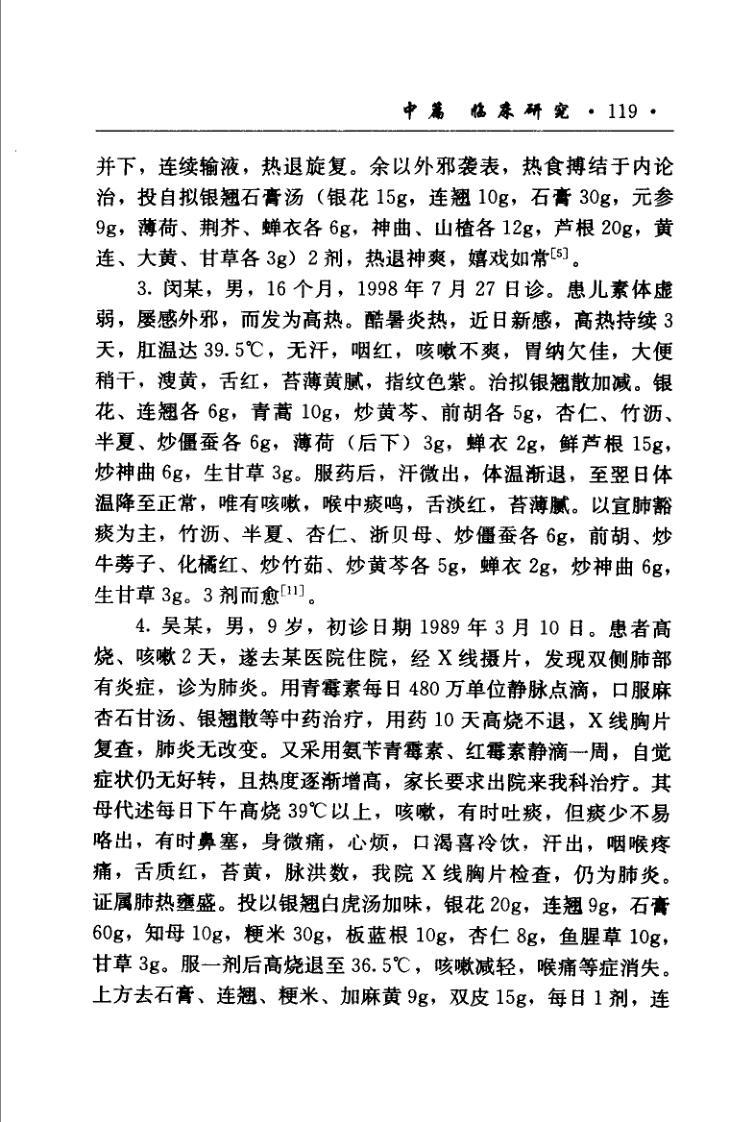 中篇 临床研究 · 119 ·
并下，连续输液，热退旋复。余以外邪袭表，热食搏结于内论
治，投自拟银翘石膏汤（银花 15g，连翘 10g，石膏 30g，元参
9g，薄荷、荆芥、蝉衣各 6g，神曲、山楂各 12g，芦根 20g，黄
连、大黄、甘草各 3g）2 剂，热退神爽，嬉戏如常[5]。
3. 闵某，男，16 个月，1998 年 7 月 27 日诊。患儿素体虚
弱，屡感外邪，而发为高热。酷暑炎热，近日新感，高热持续 3
天，肛温达 39.5℃，无汗，咽红，咳嗽不爽，胃纳欠佳，大便
稍干，溲黄，舌红，苔薄黄腻，指纹色紫。治拟银翘散加减。银
花、连翘各 6g，青蒿 10g，炒黄芩、前胡各 5g，杏仁、竹沥、
半夏、炒僵蚕各 6g，薄荷（后下）3g，蝉衣 2g，鲜芦根 15g，
炒神曲 6g，生甘草 3g。服药后，汗微出，体温渐退，至翌日体
温降至正常，唯有咳嗽，喉中痰鸣，舌淡红，苔薄腻。以宣肺豁
痰为主，竹沥、半夏、杏仁、浙贝母、炒僵蚕各 6g，前胡、炒
牛蒡子、化橘红、炒竹茹、炒黄芩各 5g，蝉衣 2g，炒神曲 6g，
生甘草 3g。3 剂而愈[11]。
4. 吴某，男，9 岁，初诊日期 1989 年 3 月 10 日。患者高
烧、咳嗽 2 天，遂去某医院住院，经 X 线摄片，发现双侧肺部
有炎症，诊为肺炎。用青霉素每日 480 万单位静脉点滴，口服麻
杏石甘汤、银翘散等中药治疗，用药 10 天高烧不退，X 线胸片
复查，肺炎无改变。又采用氨苄青霉素、红霉素静滴一周，自觉
症状仍无好转，且热度逐渐增高，家长要求出院来我科治疗。其
母代述每日下午高烧 39℃以上，咳嗽，有时吐痰，但痰少不易
咯出，有时鼻塞，身微痛，心烦，口渴喜冷饮，汗出，咽喉疼
痛，舌质红，苔黄，脉洪数，我院 X 线胸片检查，仍为肺炎。
证属肺热壅盛。投以银翘白虎汤加味，银花 20g，连翘 9g，石膏
60g，知母 10g，粳米 30g，板蓝根 10g，杏仁 8g，鱼腥草 10g，
甘草 3g。服一剂后高烧退至 36.5℃，咳嗽减轻，喉痛等症消失。
上方去石膏、连翘、粳米、加麻黄 9g，双皮 15g，每日 1 剂，连